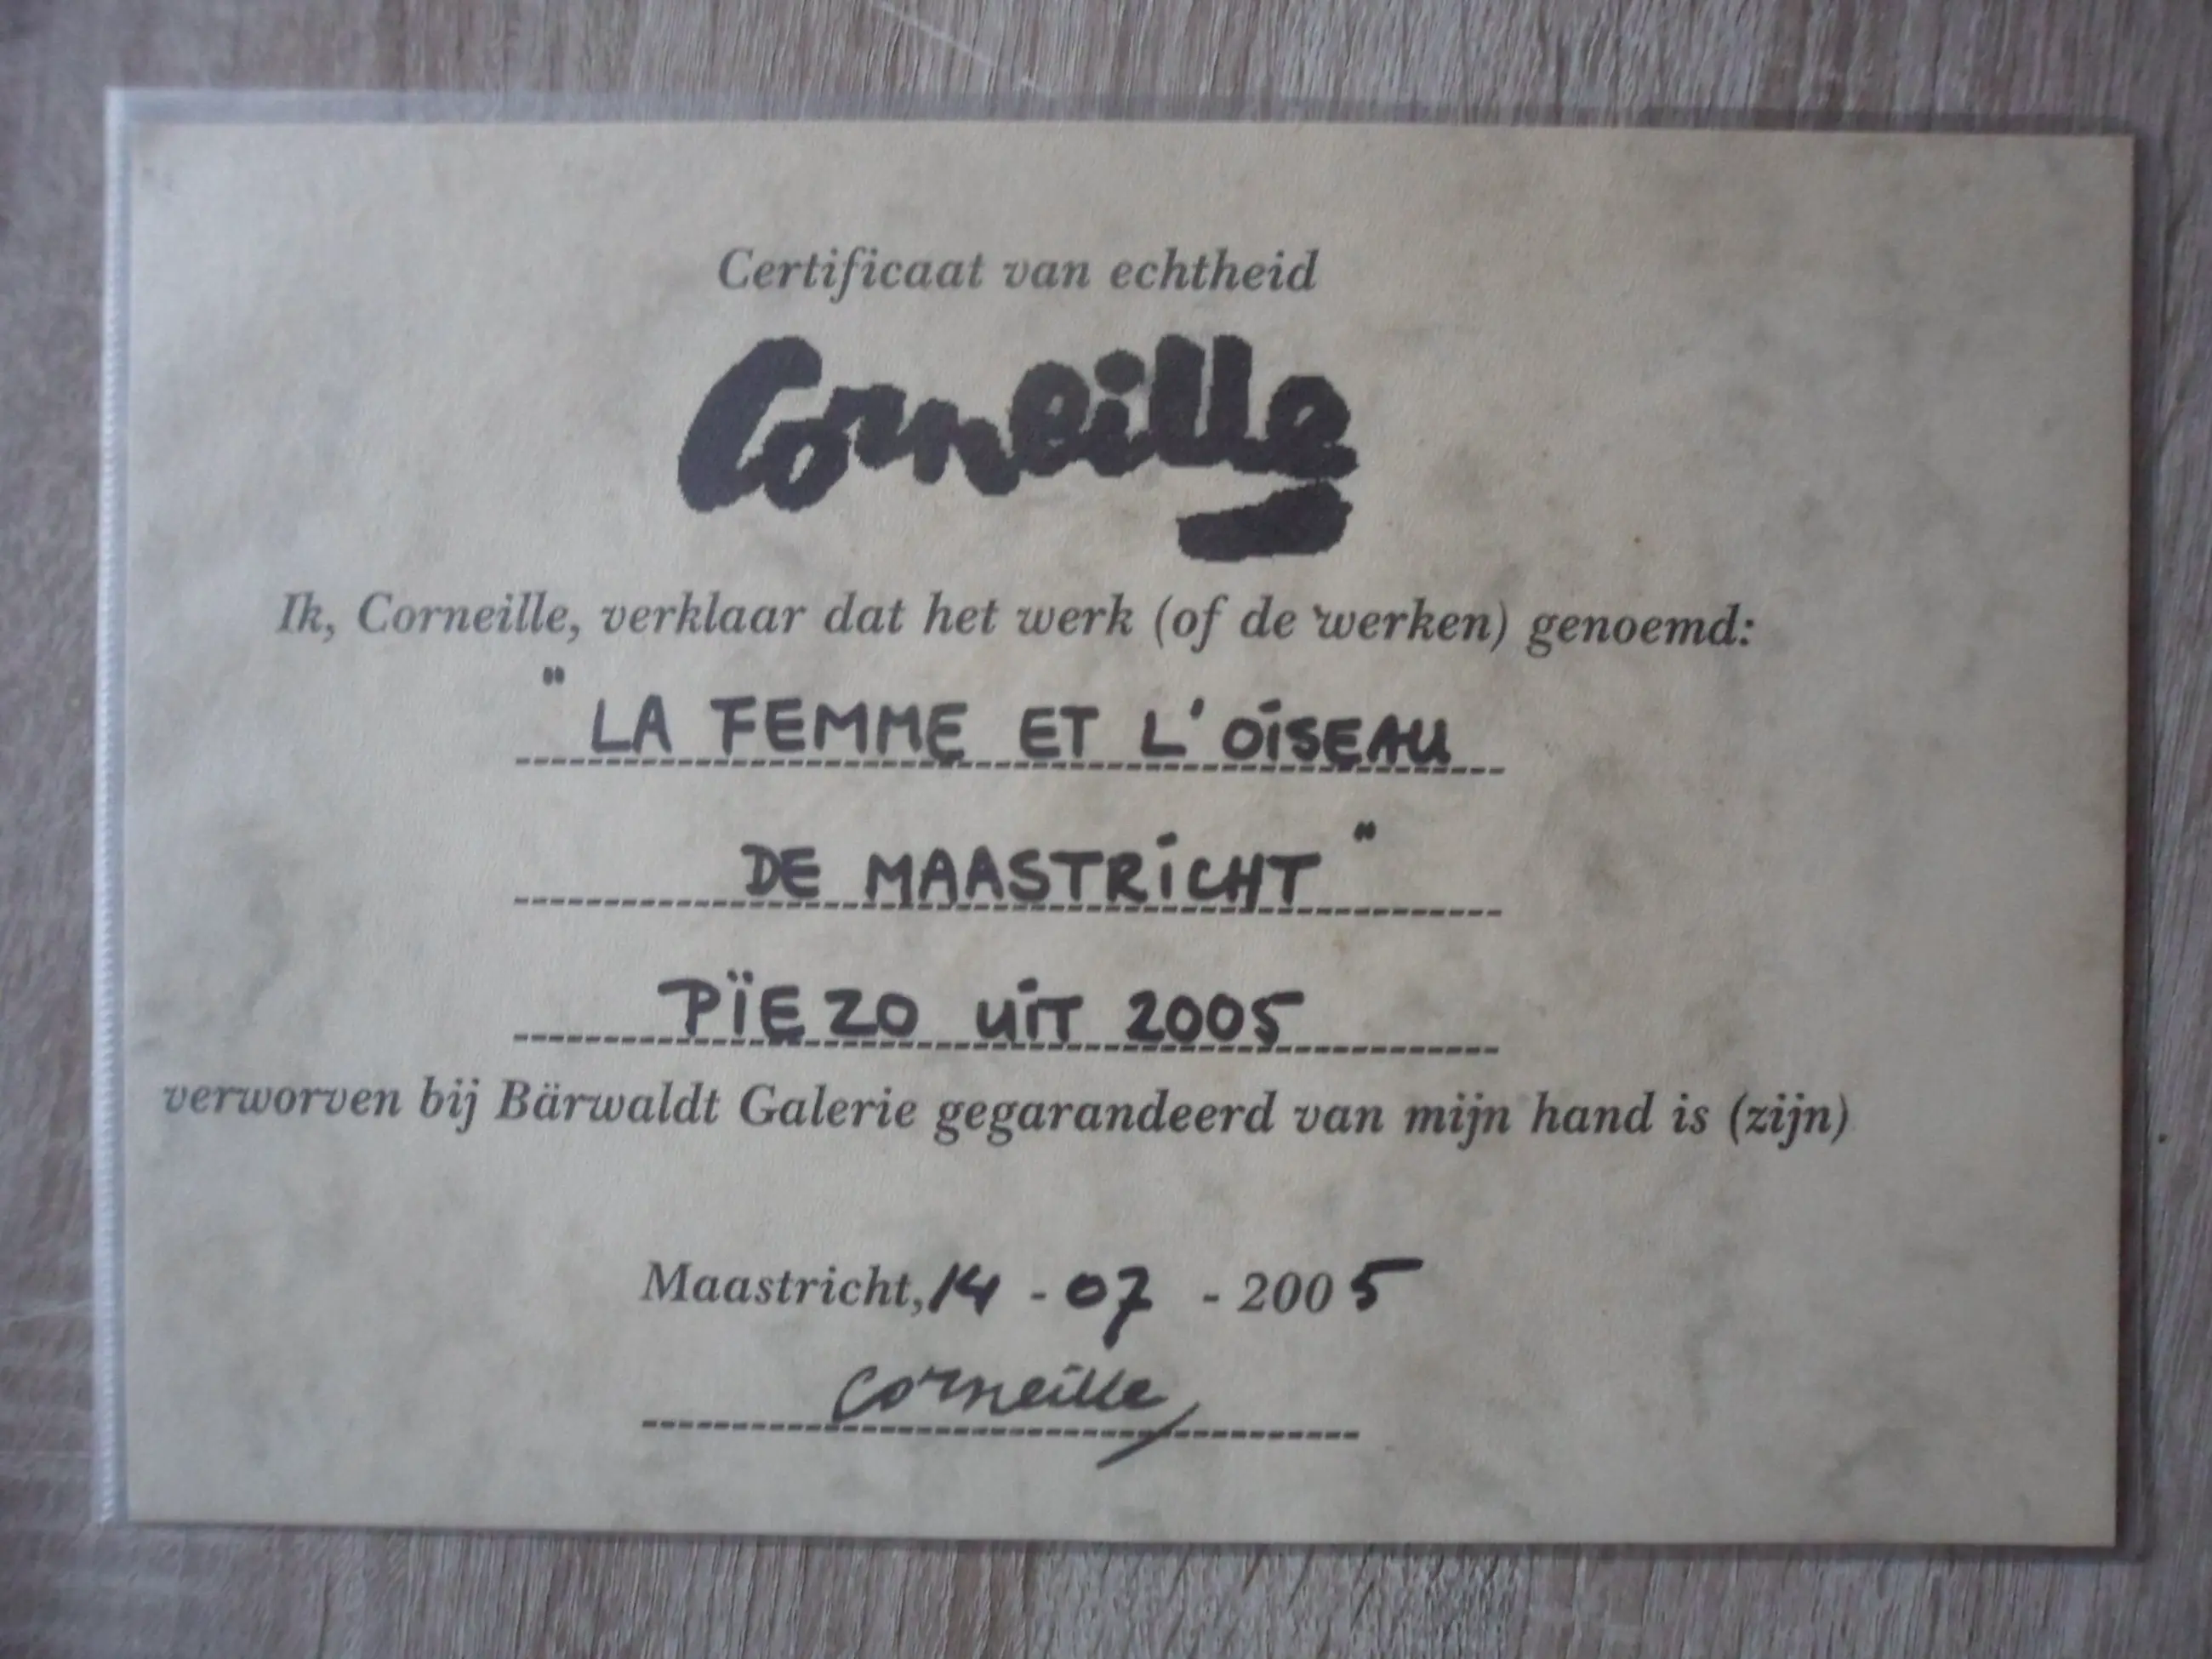 Certificaat van echtheid
Corneille
Ik, Corneille, verklaar dat het werk (of de werken) genoemd:
" LA FEMME ET L'OISEAU
DE MAASTRICHT "
PÏEZO UIT 2005
verworven bij Bärwaldt Galerie gegarandeerd van mijn hand is (zijn)
Maastricht, 14 - 07 - 2005
Corneille